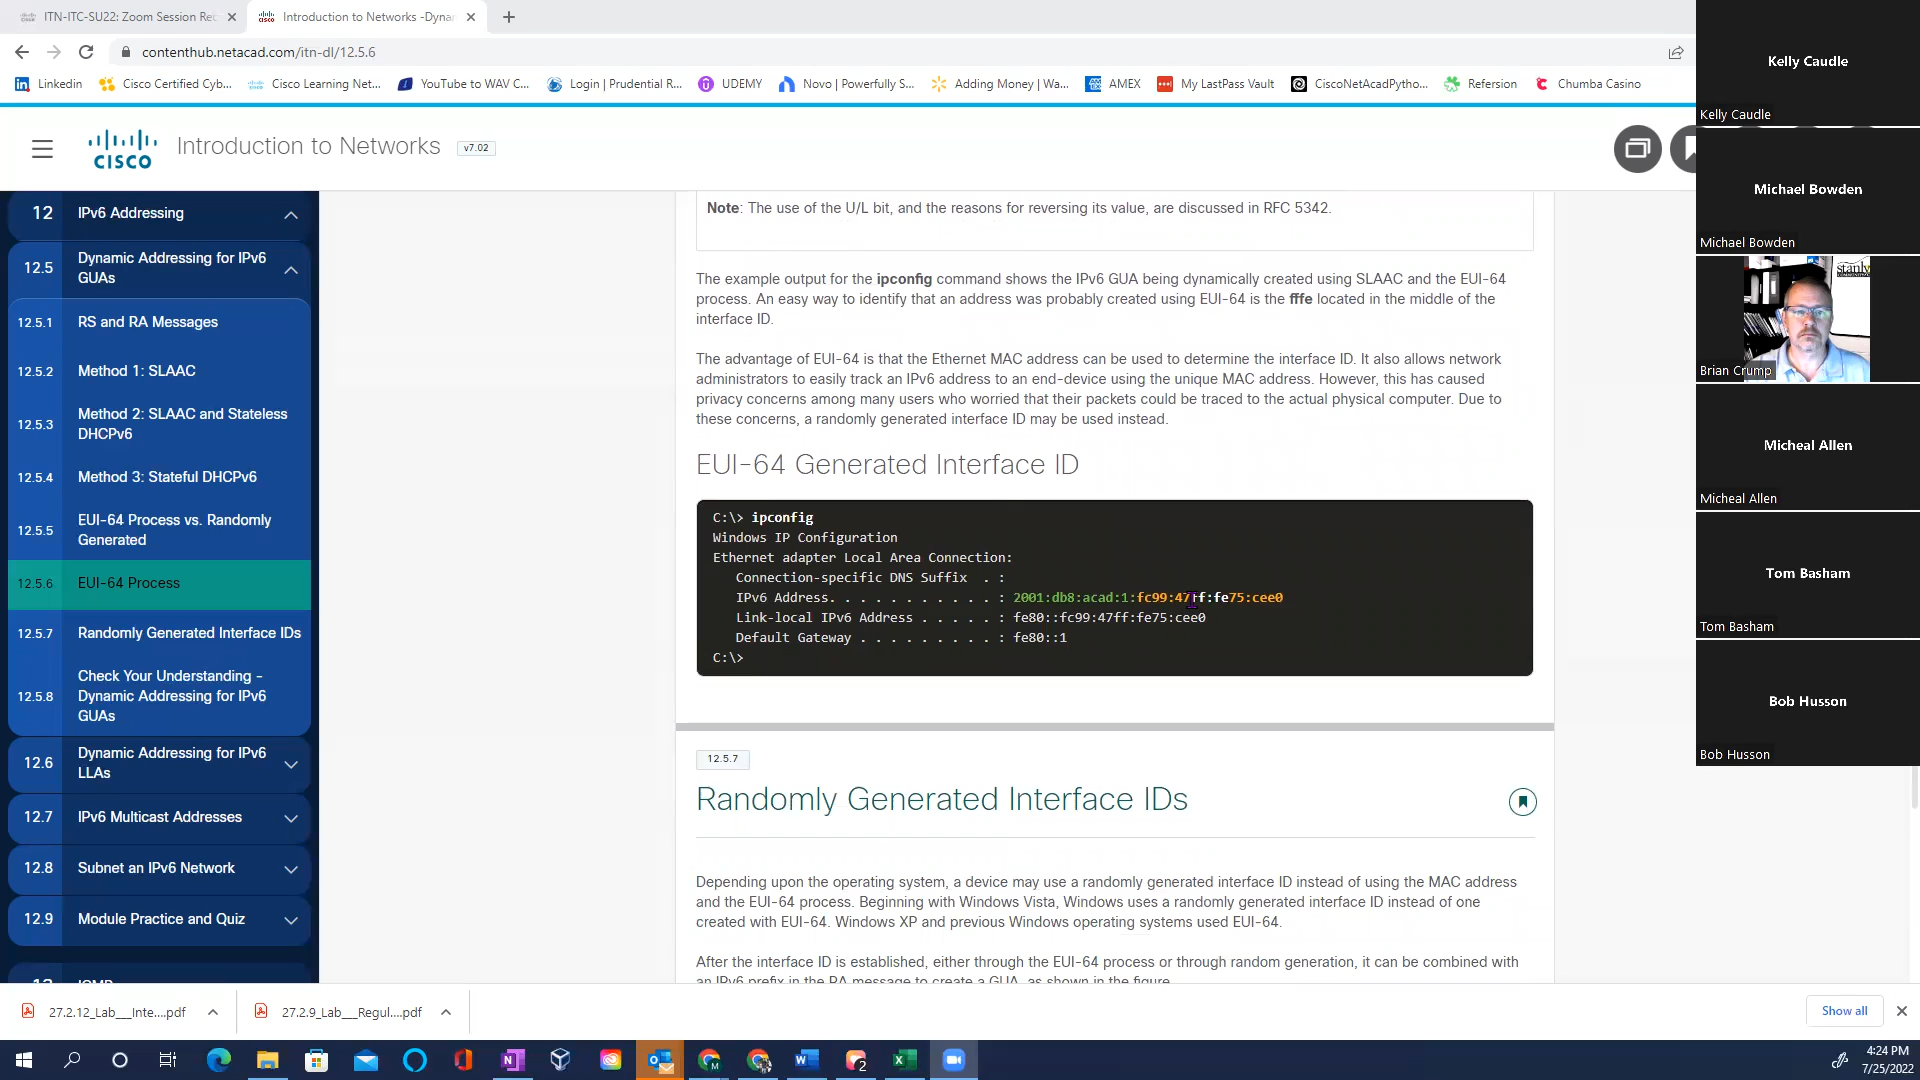 ITN-ITC-SU22: Zoom Session Rec
Introduction to Networks -Dynan
contenthub.netacad.com/itn-dl/12.5.6
Linkedin
Cisco Certified Cyb...
Cisco Learning Net...
YouTube to WAV C...
Login | Prudential R...
UDEMY
Novo | Powerfully S...
Adding Money | Wa...
AMEX
My LastPass Vault
CiscoNetAcadPytho...
Refersion
Chumba Casino
CISCO
Introduction to Networks
v7.02
12 IPv6 Addressing
12.5 Dynamic Addressing for IPv6
GUAs
12.5.1 RS and RA Messages
12.5.2 Method 1: SLAAC
12.5.3 Method 2: SLAAC and Stateless
DHCPv6
12.5.4 Method 3: Stateful DHCPv6
12.5.5 EUI-64 Process vs. Randomly
Generated
12.5.6 EUI-64 Process
12.5.7 Randomly Generated Interface IDs
12.5.8 Check Your Understanding -
Dynamic Addressing for IPv6
GUAs
12.6 Dynamic Addressing for IPv6
LLAs
12.7 IPv6 Multicast Addresses
12.8 Subnet an IPv6 Network
12.9 Module Practice and Quiz
13 ICMP
Note: The use of the U/L bit, and the reasons for reversing its value, are discussed in RFC 5342.
The example output for the ipconfig command shows the IPv6 GUA being dynamically created using SLAAC and the EUI-64
process. An easy way to identify that an address was probably created using EUI-64 is the fffe located in the middle of the
interface ID.
The advantage of EUI-64 is that the Ethernet MAC address can be used to determine the interface ID. It also allows network
administrators to easily track an IPv6 address to an end-device using the unique MAC address. However, this has caused
privacy concerns among many users who worried that their packets could be traced to the actual physical computer. Due to
these concerns, a randomly generated interface ID may be used instead.
EUI-64 Generated Interface ID
C:\> ipconfig
Windows IP Configuration
Ethernet adapter Local Area Connection:
Connection-specific DNS Suffix . :
IPv6 Address. . . . . . . . . . . : 2001:db8:acad:1:fc99:47ff:fe75:cee0
Link-local IPv6 Address . . . . . : fe80::fc99:47ff:fe75:cee0
Default Gateway . . . . . . . . . : fe80::1
C:\>
12.5.7
Randomly Generated Interface IDs
Depending upon the operating system, a device may use a randomly generated interface ID instead of using the MAC address
and the EUI-64 process. Beginning with Windows Vista, Windows uses a randomly generated interface ID instead of one
created with EUI-64. Windows XP and previous Windows operating systems used EUI-64.
After the interface ID is established, either through the EUI-64 process or through random generation, it can be combined with
an IPv6 prefix in the RA message to create a GUA, as shown in the figure.
Kelly Caudle
Kelly Caudle
Michael Bowden
Michael Bowden
stanly
Brian Crump
Micheal Allen
Micheal Allen
Tom Basham
Tom Basham
Bob Husson
Bob Husson
27.2.12_Lab___Inte....pdf
27.2.9_Lab___Regul....pdf
Show all
2
4:24 PM
7/25/2022